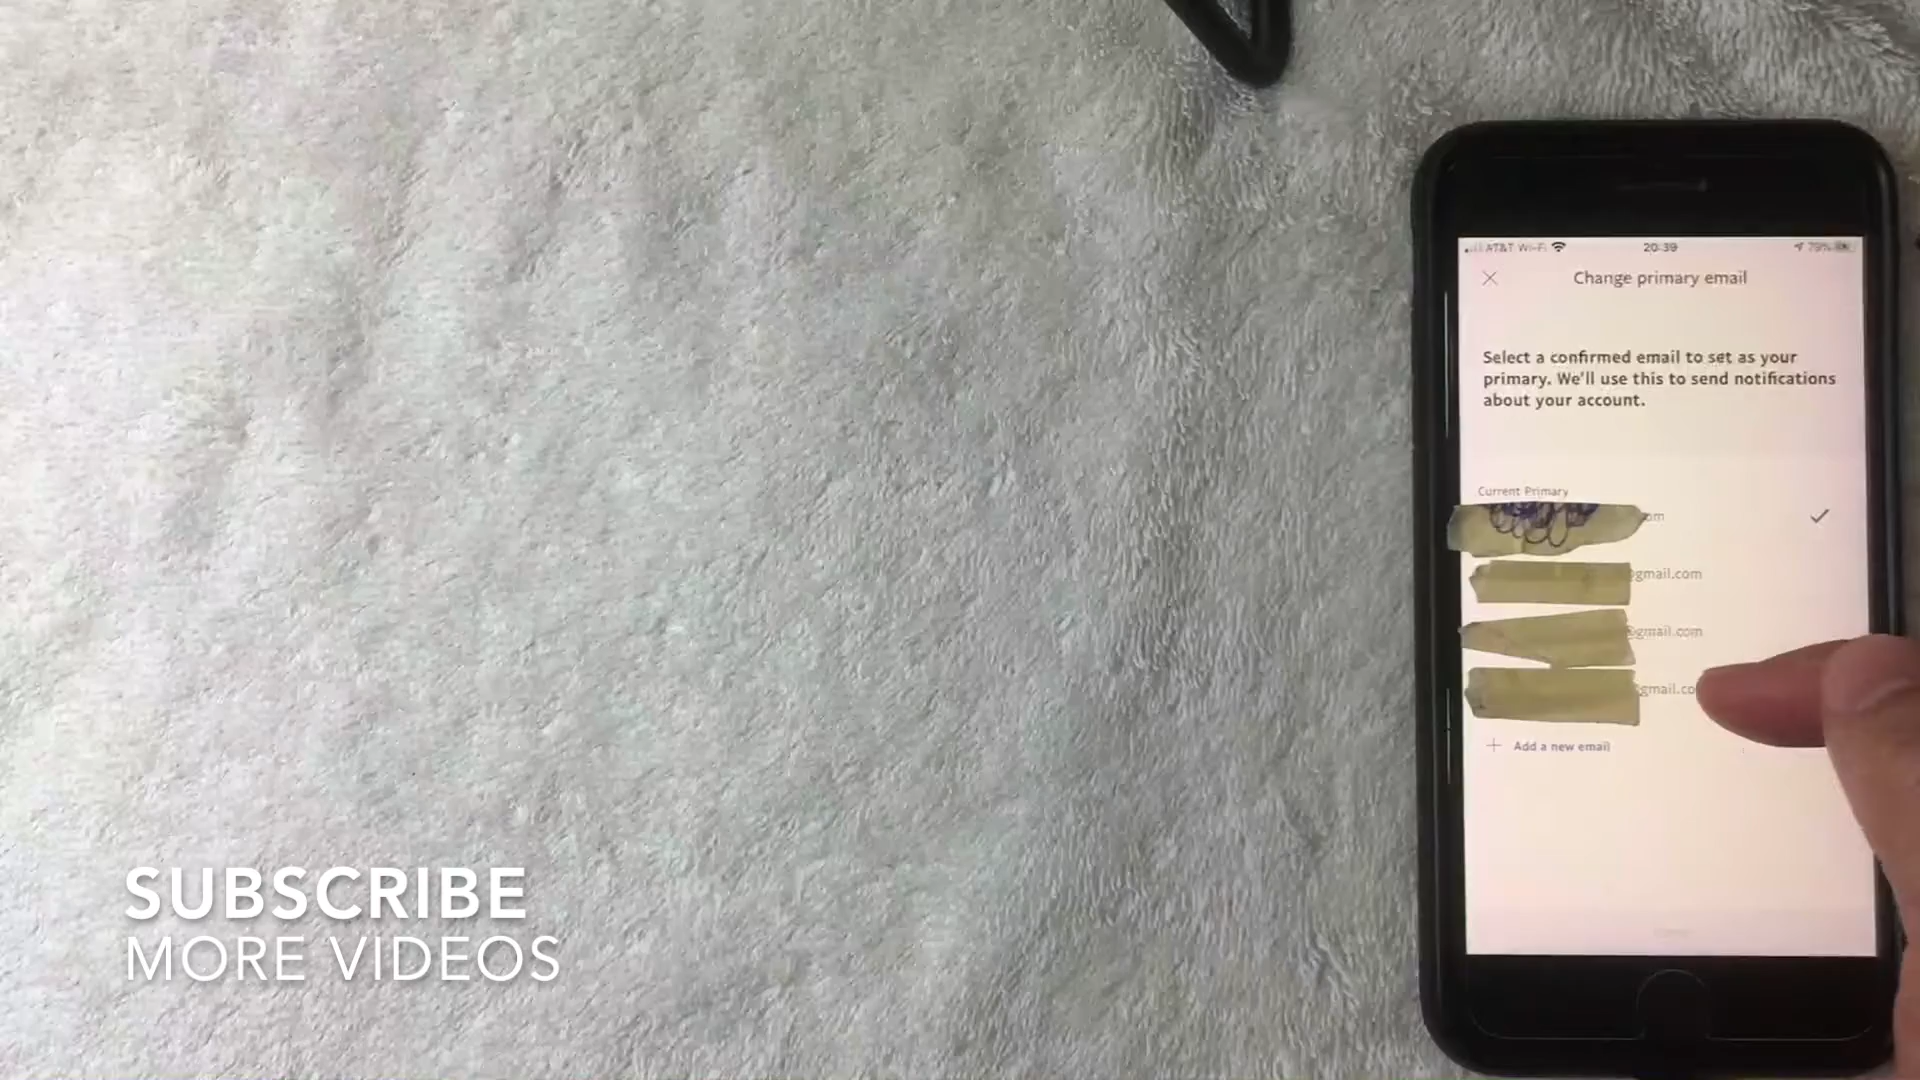 AT&T Wi-Fi 20:39 79%
Change primary email
Select a confirmed email to set as your
primary. We'll use this to send notifications
about your account.
Current Primary
om
@gmail.com
@gmail.com
gmail.co
+ Add a new email
SUBSCRIBE
MORE VIDEOS